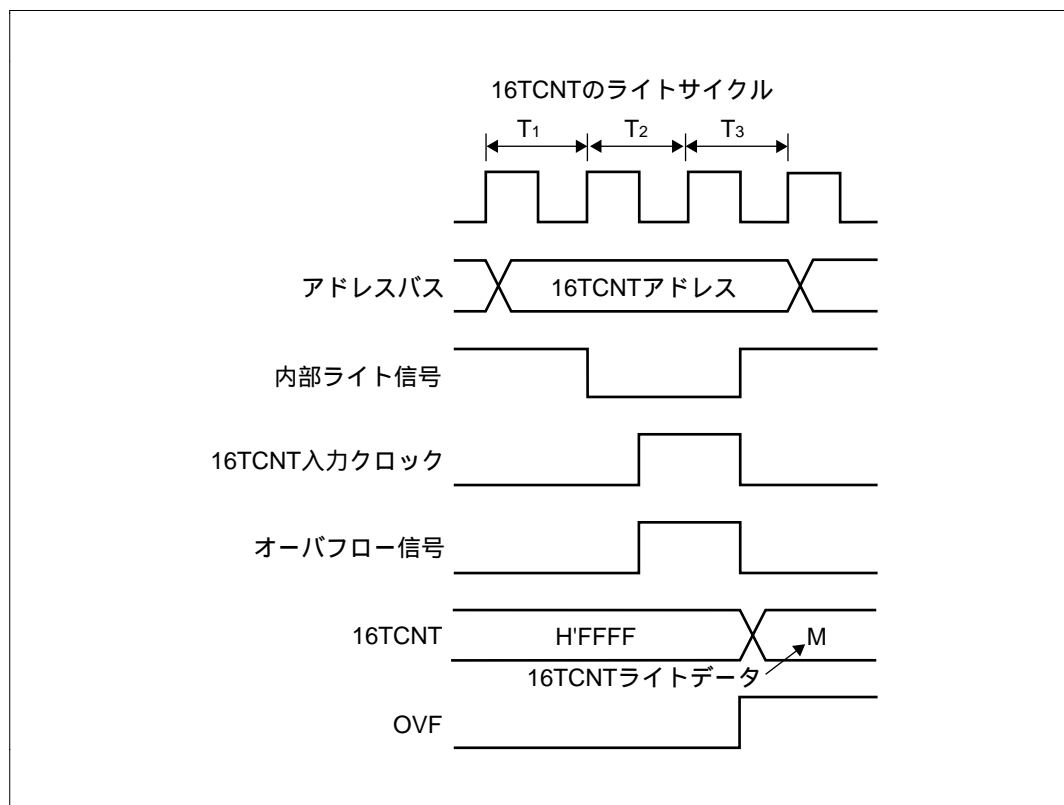 16TCNTのライトサイクル
T1 T2 T3
アドレスバス 16TCNTアドレス
内部ライト信号
16TCNT入力クロック
オーバフロー信号
16TCNT H'FFFF M
16TCNTライトデータ
OVF